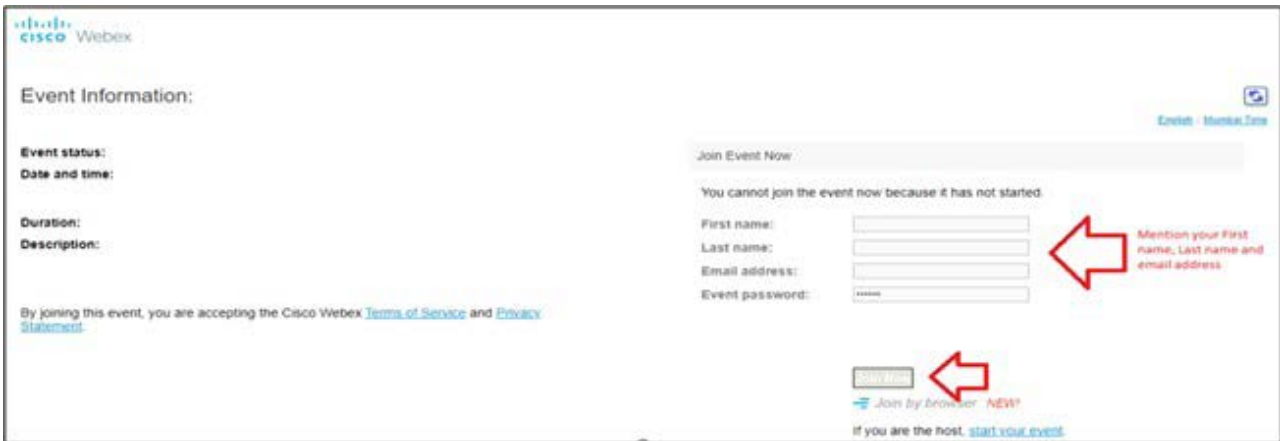 cisco Webex
Event Information:
English : Mumbai Time
Event status:
Date and time:
Duration:
Description:
By joining this event, you are accepting the Cisco Webex Terms of Service and Privacy
Statement.
Join Event Now
You cannot join the event now because it has not started.
First name:
Last name:
Email address:
Event password:
••••••
Mention your First
name, Last name and
email address
Join Now
Join by browser NEW!
If you are the host, start your event.